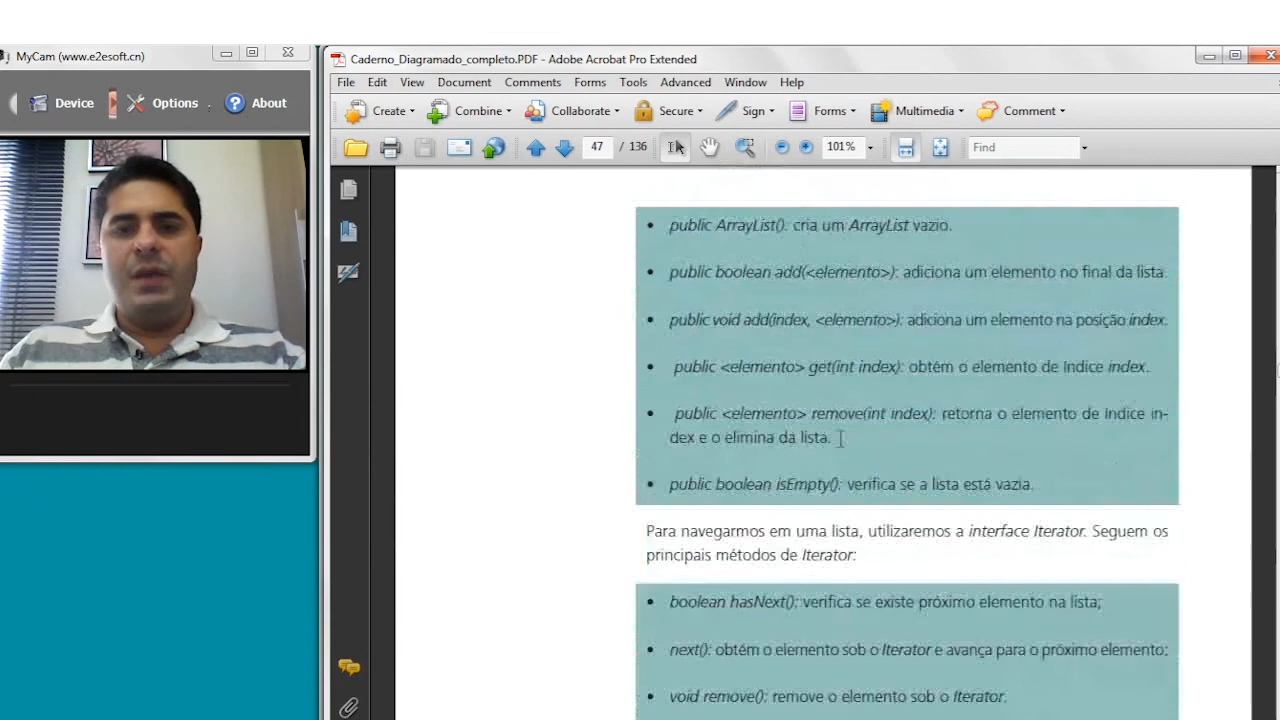 MyCam (www.e2esoft.cn)
Device
Options
About
Caderno_Diagramado_completo.PDF - Adobe Acrobat Pro Extended
File Edit View Document Comments Forms Tools Advanced Window Help
Create Combine Collaborate Secure Sign Forms Multimedia Comment
47 / 136 101% Find
• public ArrayList(): cria um ArrayList vazio.
• public boolean add(<elemento>): adiciona um elemento no final da lista
• public void add(index, <elemento>): adiciona um elemento na posição index.
• public <elemento> get(int index): obtém o elemento de índice index.
• public <elemento> remove(int index): retorna o elemento de índice in-
dex e o elimina da lista.
• public boolean isEmpty(): verifica se a lista está vazia.
Para navegarmos em uma lista, utilizaremos a interface Iterator. Seguem os
principais métodos de Iterator:
• boolean hasNext(): verifica se existe próximo elemento na lista;
• next(): obtém o elemento sob o Iterator e avança para o próximo elemento;
• void remove(): remove o elemento sob o Iterator.